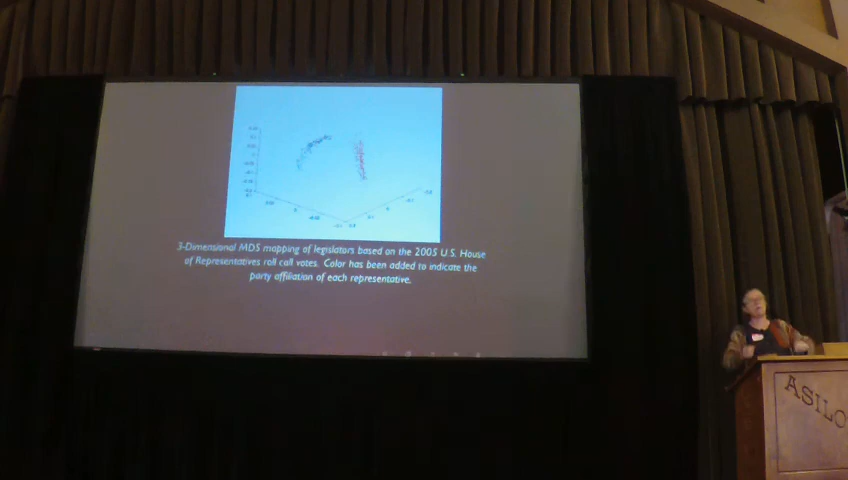 3-Dimensional MDS mapping of legislators based on the 2005 U.S. House
of Representatives roll call votes. Color has been added to indicate the
party affiliation of each representative.
ASILO